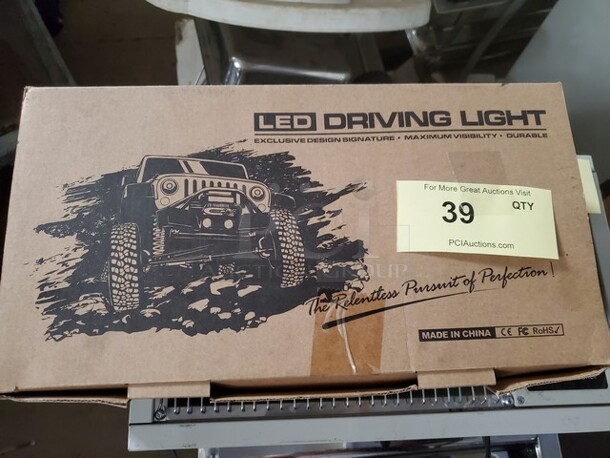 LED DRIVING LIGHT
EXCLUSIVE DESIGN SIGNATURE • MAXIMUM VISIBILITY • DURABLE
For More Great Auctions Visit
39 QTY
PCIAuctions.com
The Relentless Pursuit of Perfection!
MADE IN CHINA CE FC RoHS✓